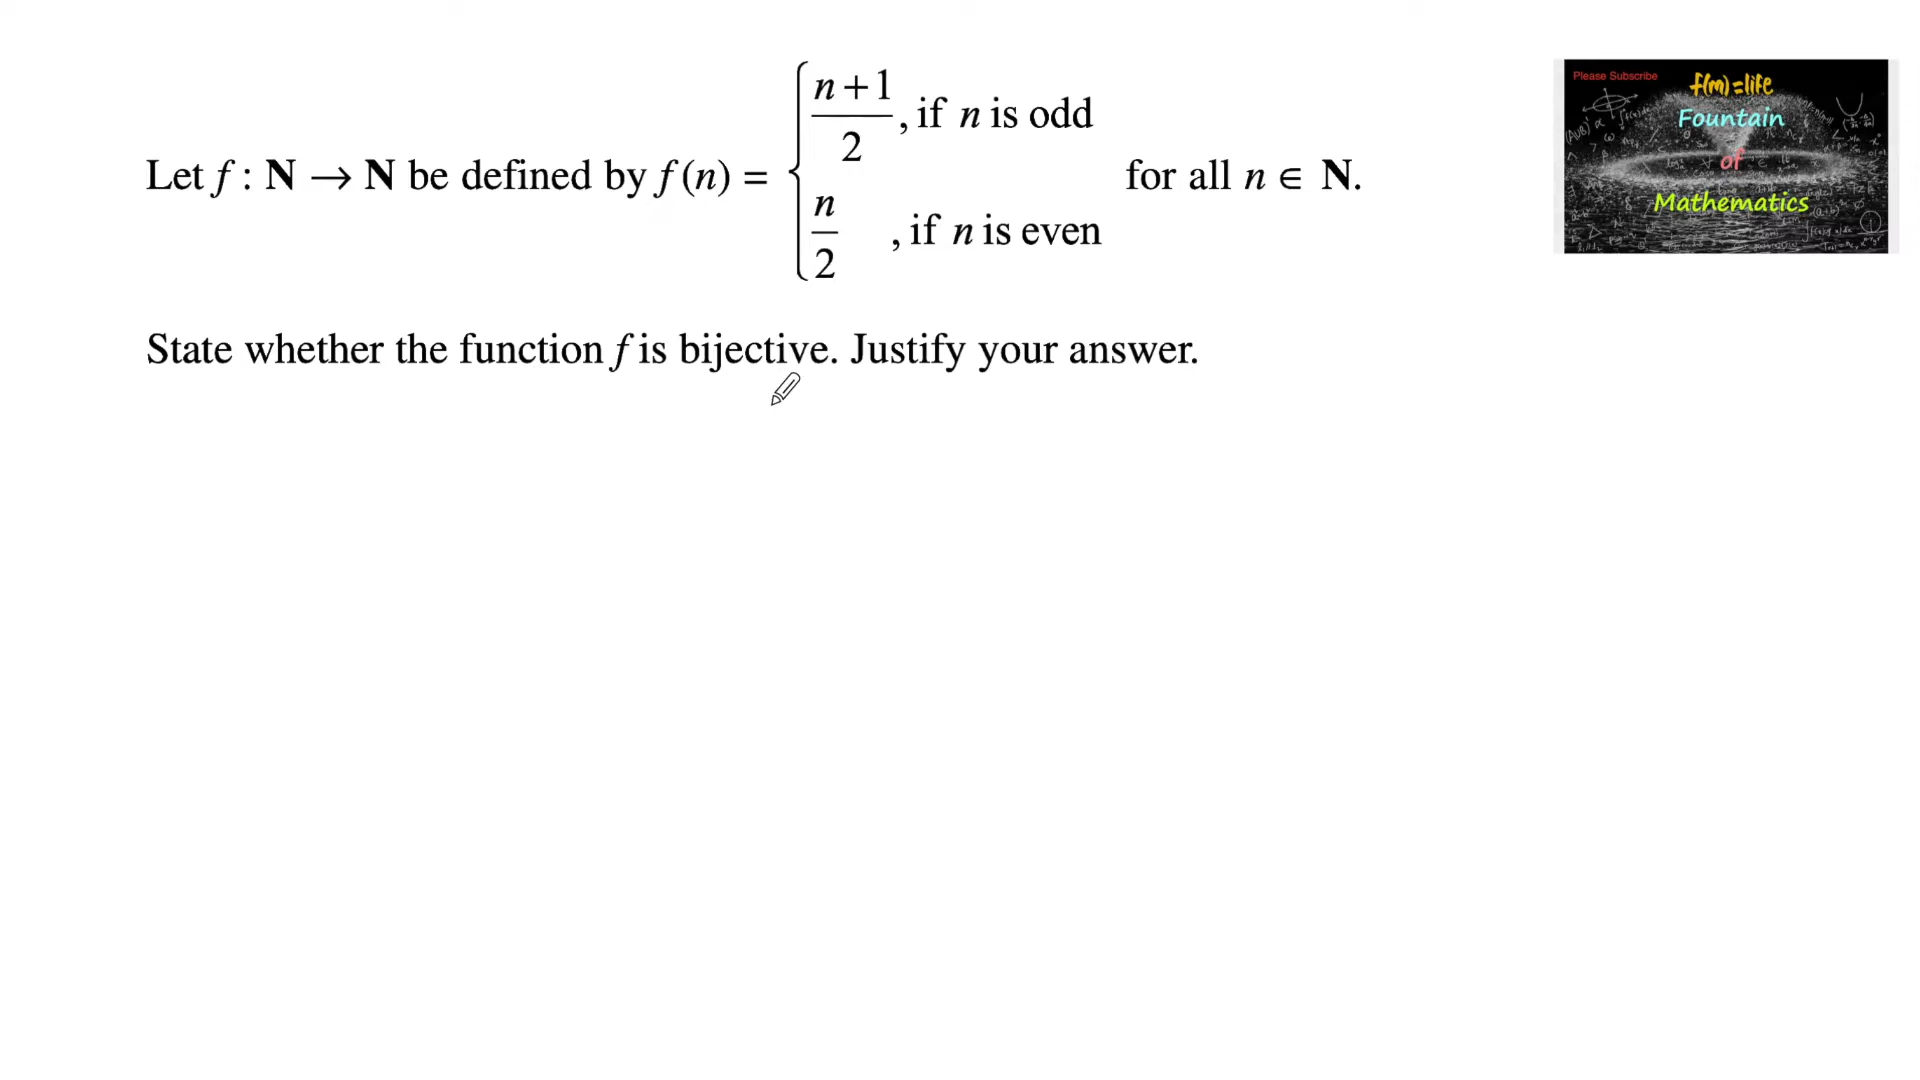 Let f : N → N be defined by f(n) = { n+1/2, if n is odd
n/2, if n is even
for all n ∈ N.
State whether the function f is bijective. Justify your answer.
Please Subscribe
f(m)=life
Fountain
of
Mathematics